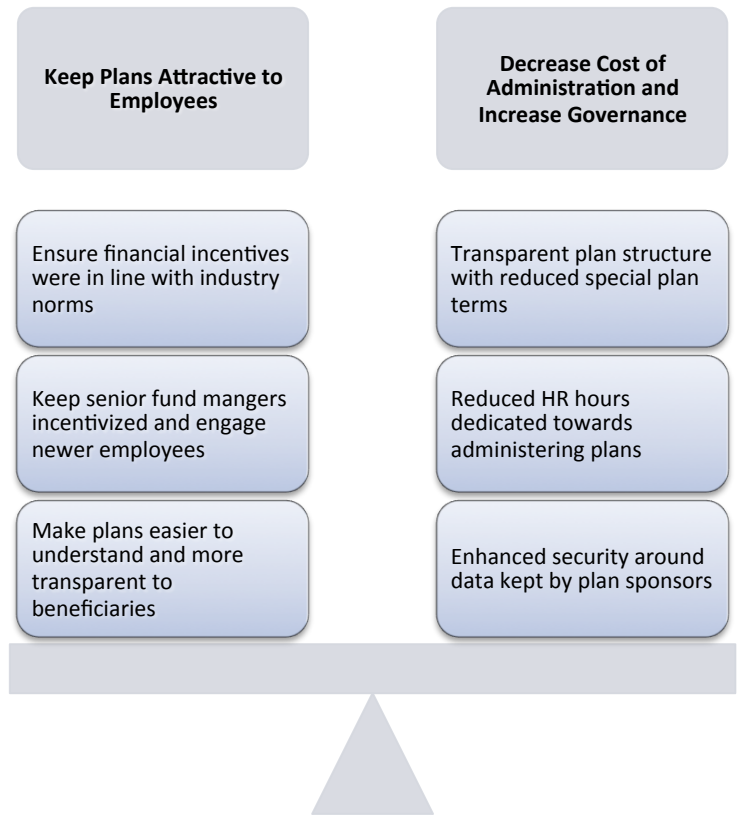 Keep Plans Attractive to
Employees
Decrease Cost of
Administration and
Increase Governance
Ensure financial incentives
were in line with industry
norms
Keep senior fund mangers
incentivized and engage
newer employees
Make plans easier to
understand and more
transparent to
beneficiaries
Transparent plan structure
with reduced special plan
terms
Reduced HR hours
dedicated towards
administering plans
Enhanced security around
data kept by plan sponsors